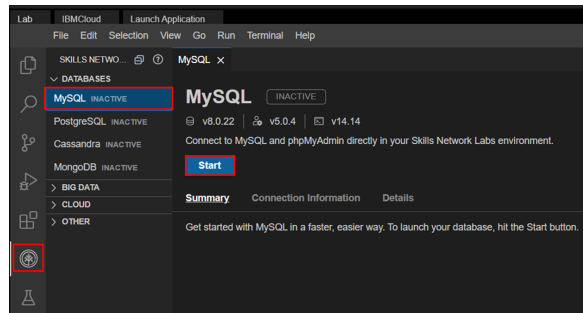 Lab IBMCloud Launch Application
File Edit Selection View Go Run Terminal Help
SKILLS NETWO...
MySQL
DATABASES
MySQL INACTIVE
PostgreSQL INACTIVE
Cassandra INACTIVE
MongoDB INACTIVE
BIG DATA
CLOUD
OTHER
MySQL INACTIVE
v8.0.22 v5.0.4 v14.14
Connect to MySQL and phpMyAdmin directly in your Skills Network Labs environment.
Start
Summary Connection Information Details
Get started with MySQL in a faster, easier way. To launch your database, hit the Start button.